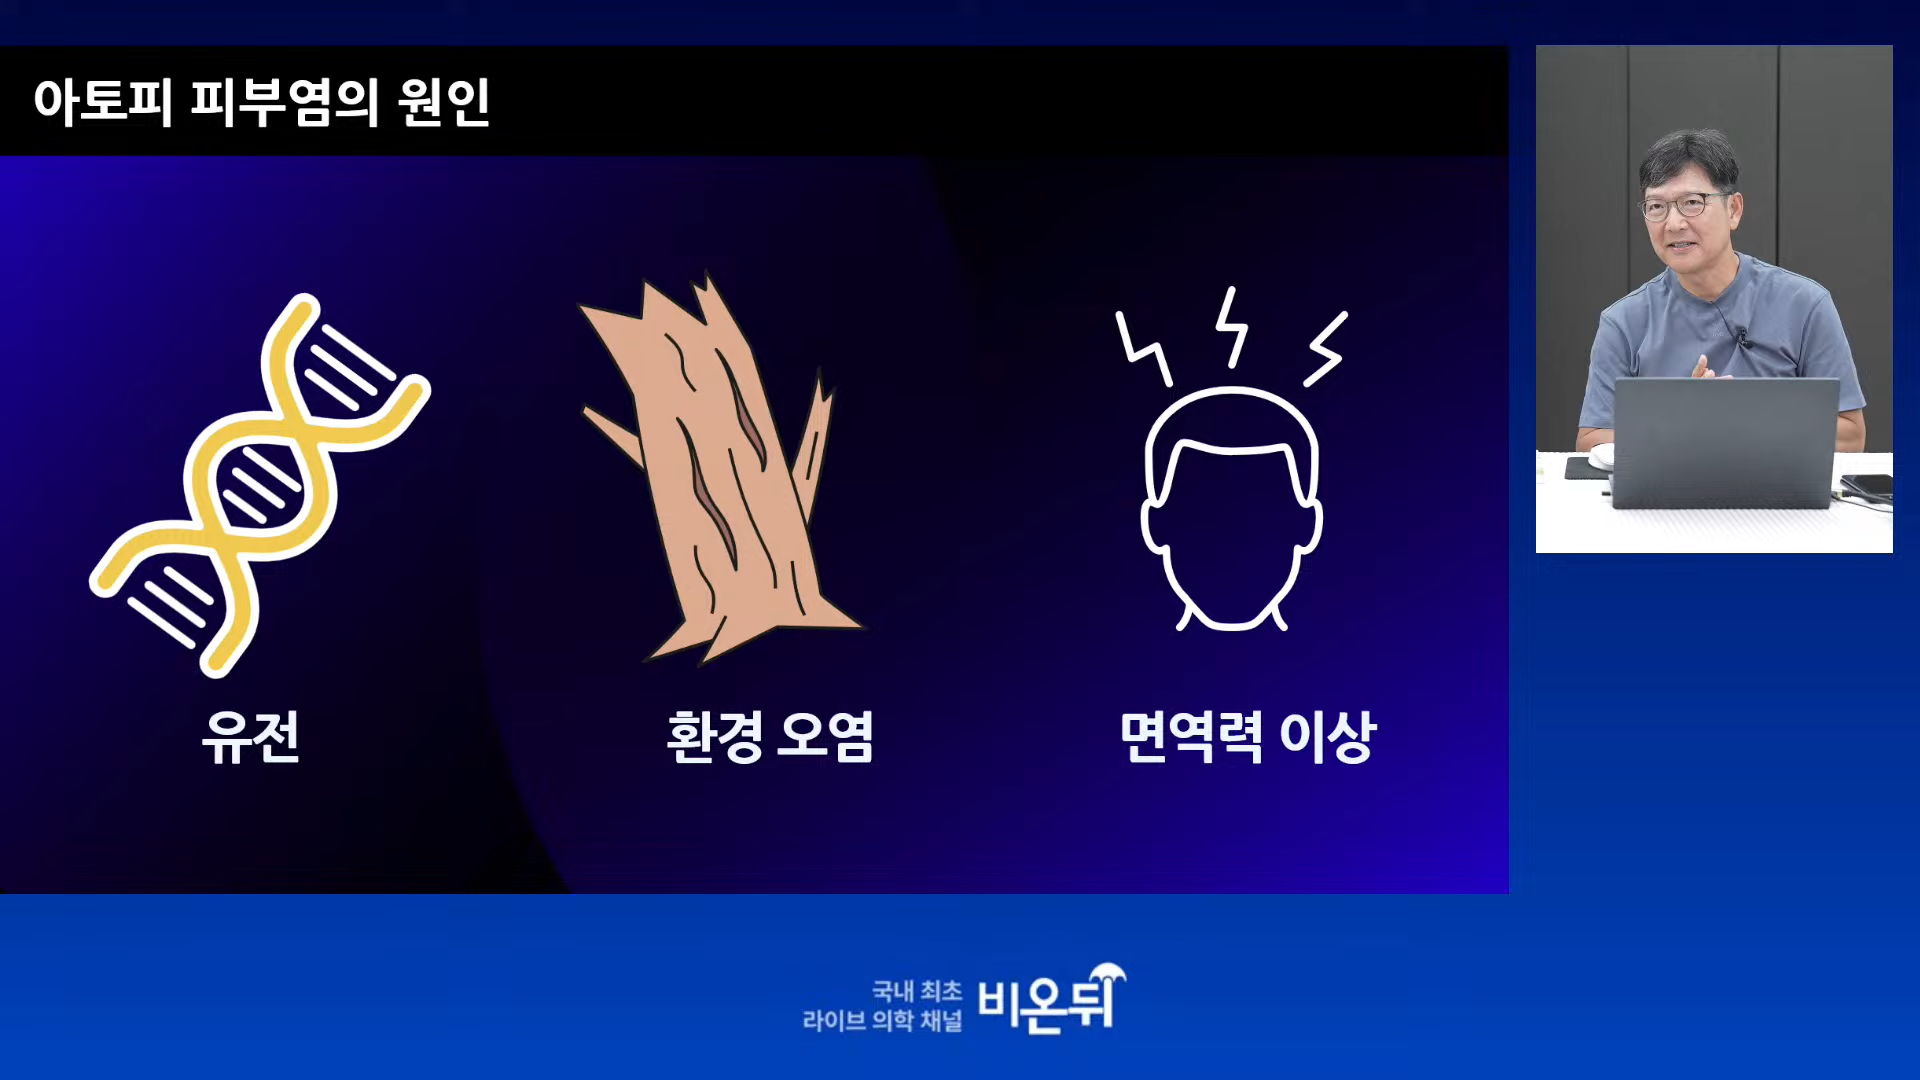 아토피 피부염의 원인
유전
환경 오염
면역력 이상
국내 최초
라이브 의학 채널
비온뒤